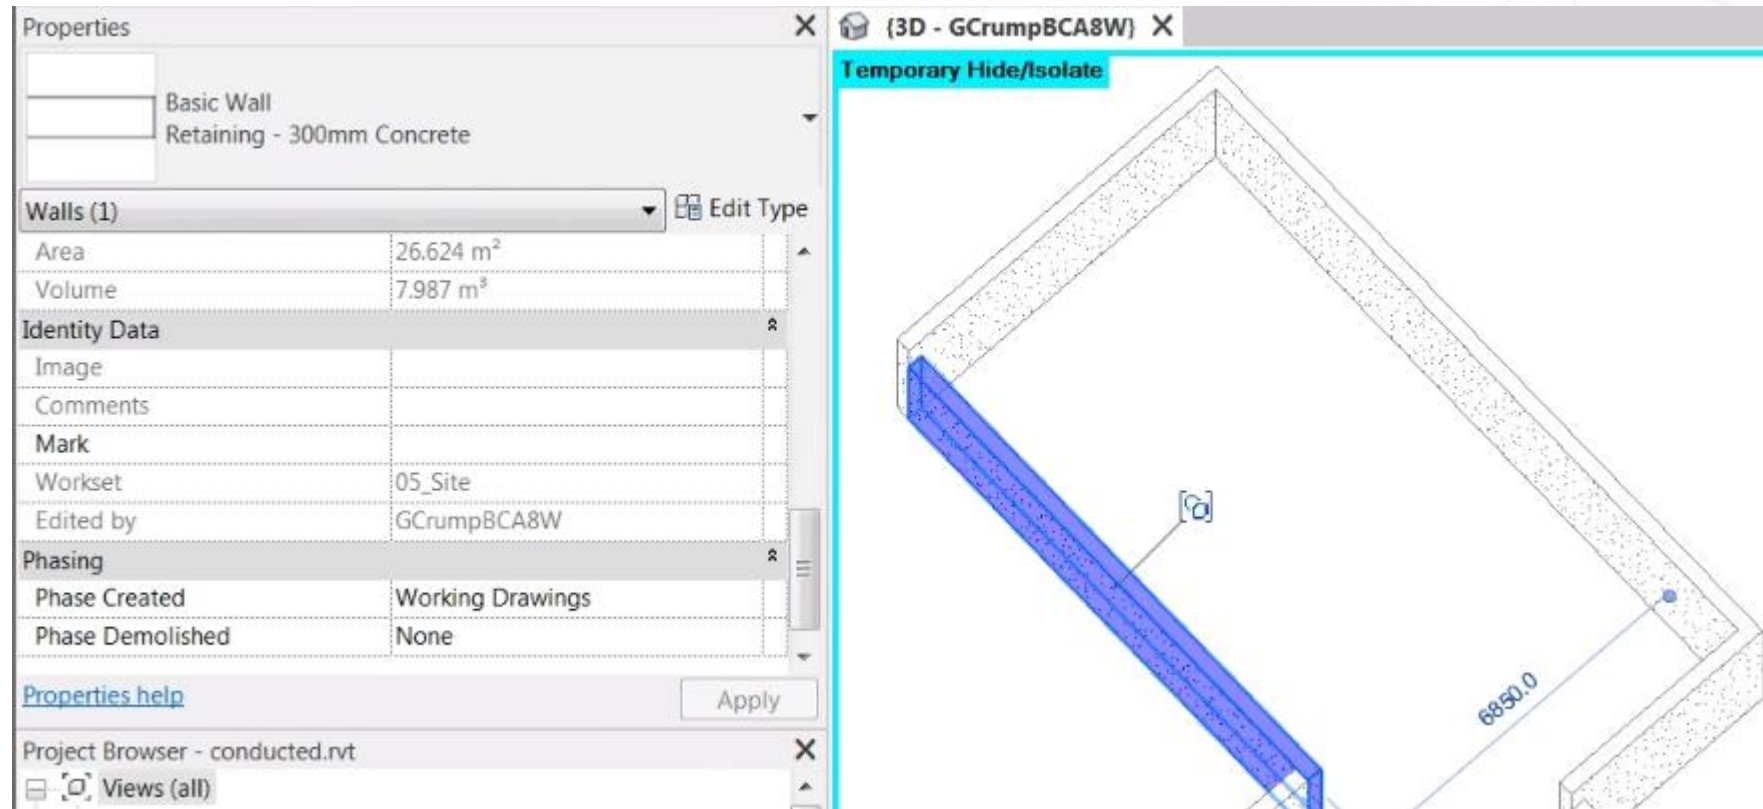 Properties
Basic Wall
Retaining - 300mm Concrete
Walls (1)
Edit Type
Area 26.624 m²
Volume 7.987 m³
Identity Data
Image
Comments
Mark
Workset 05_Site
Edited by GCrumpBCA8W
Phasing
Phase Created Working Drawings
Phase Demolished None
Properties help
Apply
Project Browser - conducted.rvt
Views (all)
{3D - GCrumpBCA8W}
Temporary Hide/Isolate
6850.0